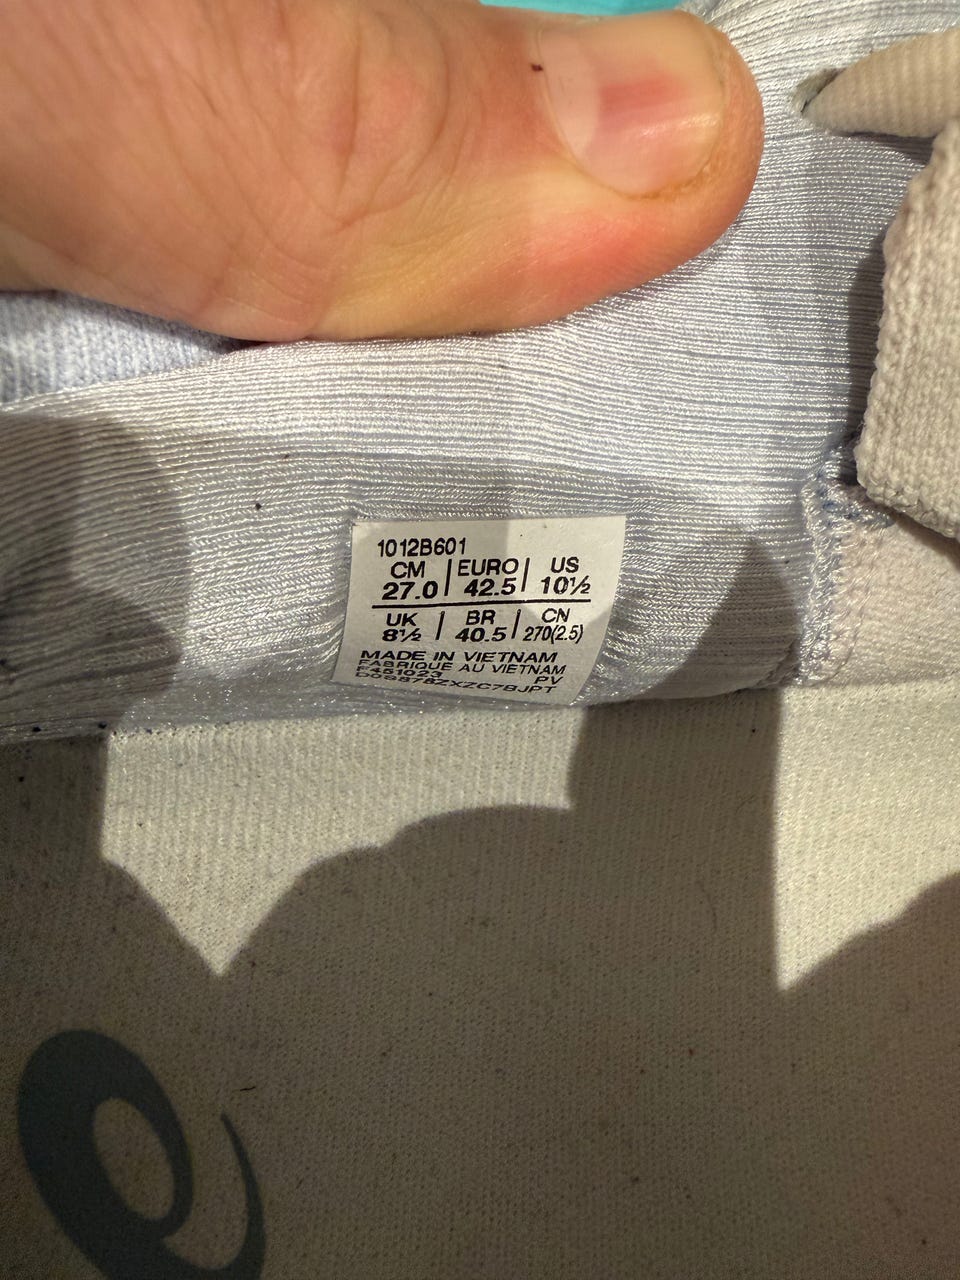 1012B601
CM | EURO | US
27.0 | 42.5 | 10½
UK | BR | CN
8½ | 40.5 | 270(2.5)
MADE IN VIETNAM
FABRIQUE AU VIETNAM
PV